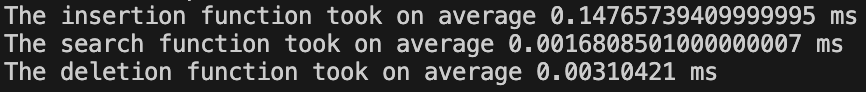 The insertion function took on average 0.14765739409999995 ms
The search function took on average 0.0016808501000000007 ms
The deletion function took on average 0.00310421 ms